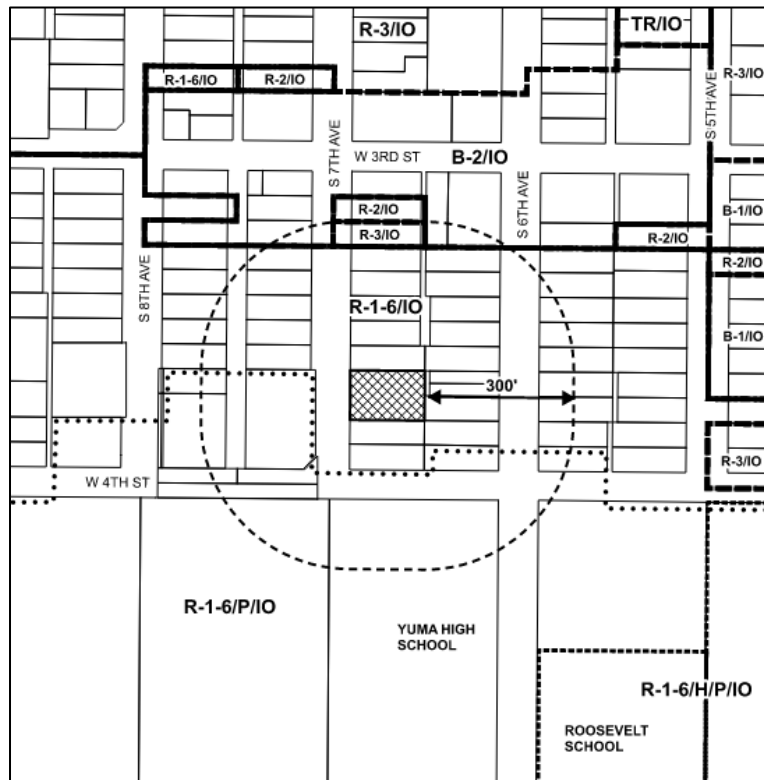 R-3/IO
TR/IO
R-1-6/IO
R-2/IO
R-3/IO
S 5TH AVE
S 7TH AVE
W 3RD ST
B-2/IO
S 6TH AVE
R-2/IO
B-1/IO
R-3/IO
R-2/IO
R-2/IO
S 8TH AVE
R-1-6/IO
B-1/IO
300'
R-3/IO
W 4TH ST
R-1-6/P/IO
YUMA HIGH
SCHOOL
R-1-6/H/P/IO
ROOSEVELT
SCHOOL